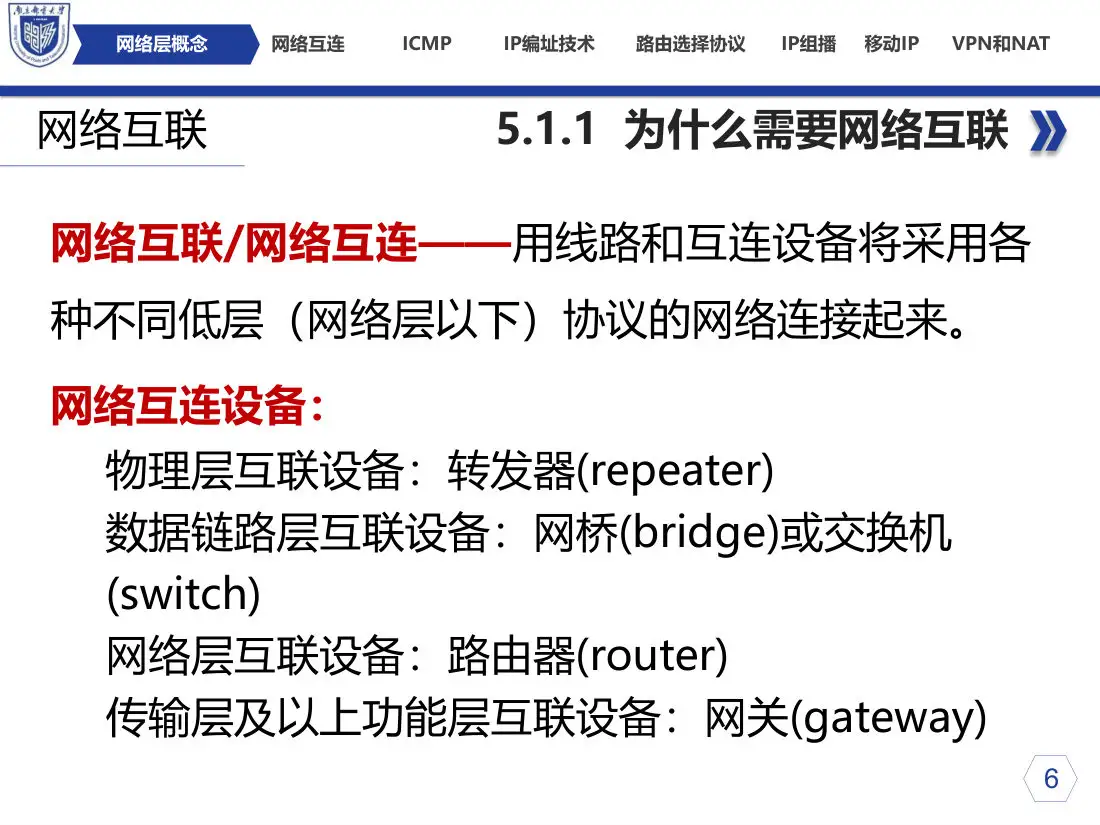 南京邮电大学
网络层概念 网络互连 ICMP IP编址技术 路由选择协议 IP组播 移动IP VPN和NAT
网络互联
5.1.1 为什么需要网络互联
网络互联/网络互连——用线路和互连设备将采用各
种不同低层（网络层以下）协议的网络连接起来。
网络互连设备：
物理层互联设备：转发器(repeater)
数据链路层互联设备：网桥(bridge)或交换机
(switch)
网络层互联设备：路由器(router)
传输层及以上功能层互联设备：网关(gateway)
6